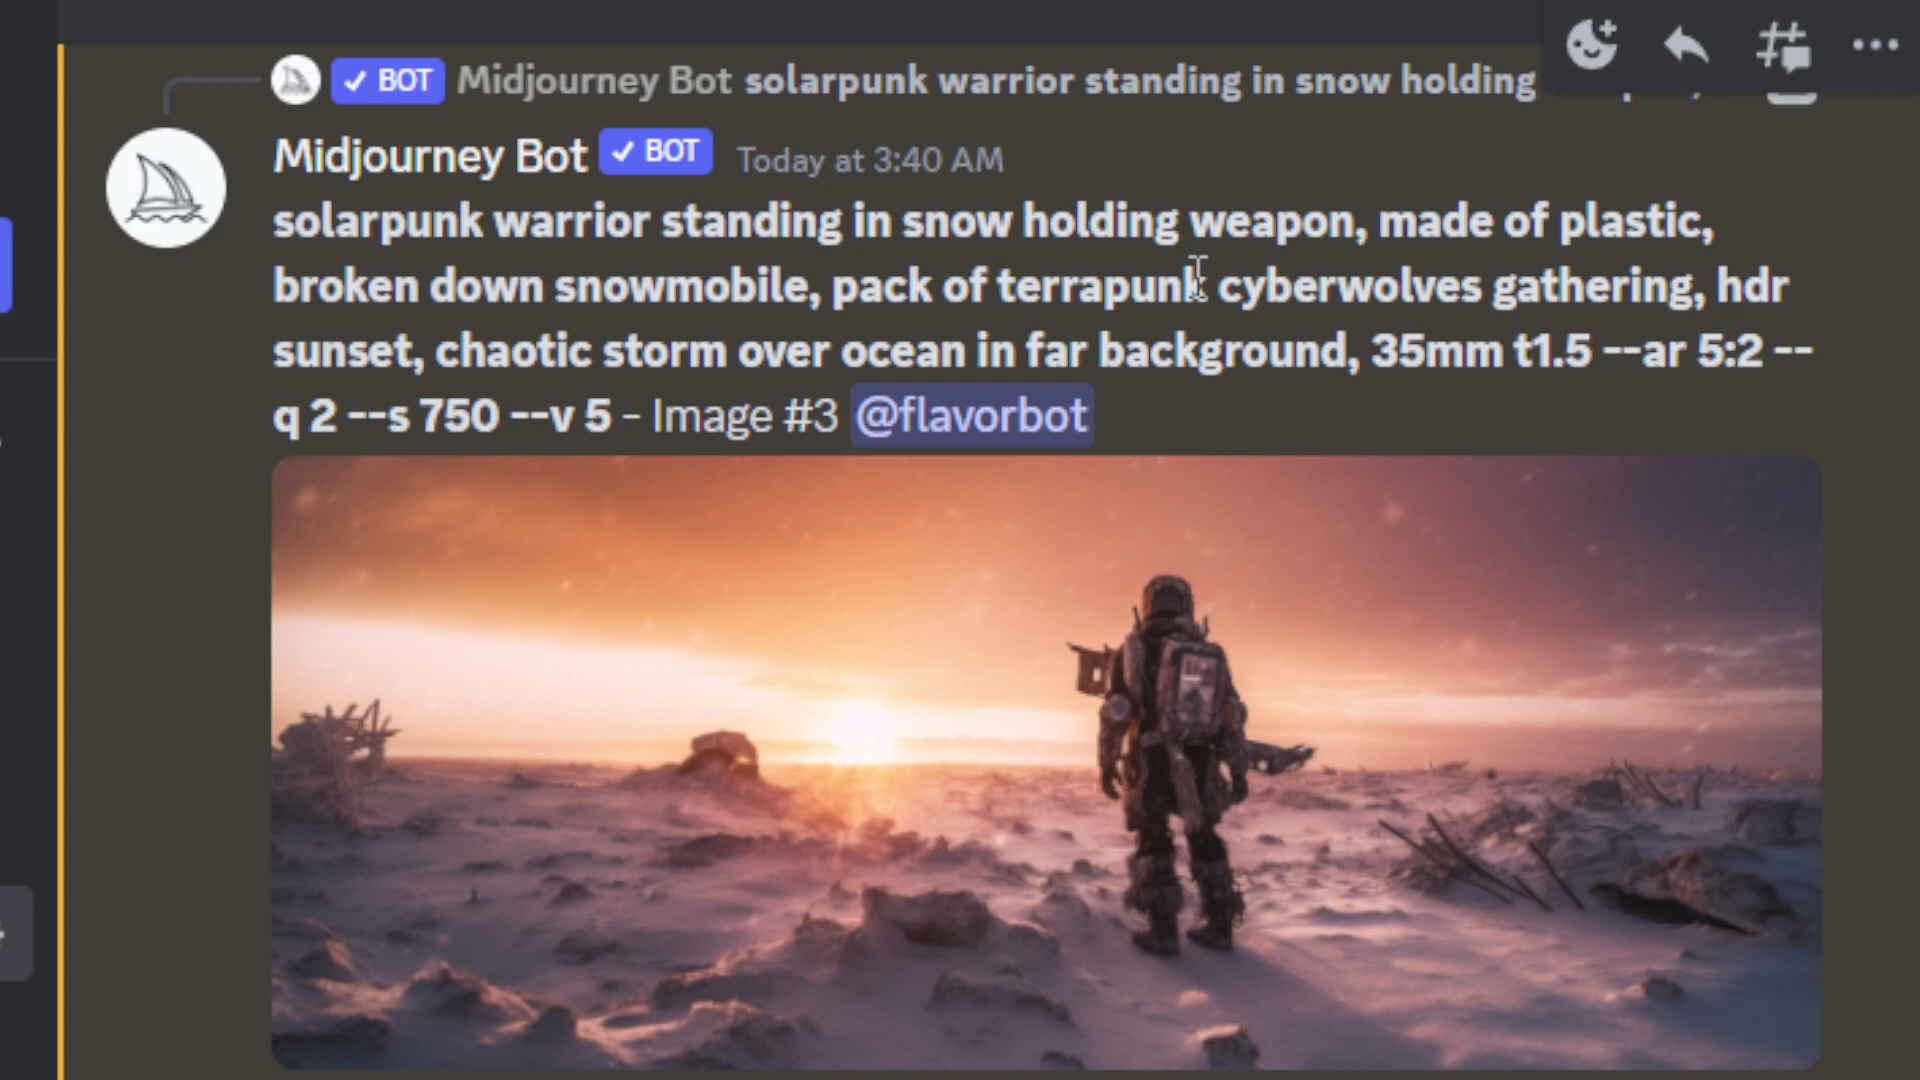 BOT Midjourney Bot solarpunk warrior standing in snow holding
Midjourney Bot BOT Today at 3:40 AM
solarpunk warrior standing in snow holding weapon, made of plastic,
broken down snowmobile, pack of terrapunk cyberwolves gathering, hdr
sunset, chaotic storm over ocean in far background, 35mm t1.5 --ar 5:2 --
q 2 --s 750 --v 5 - Image #3 @flavorbot